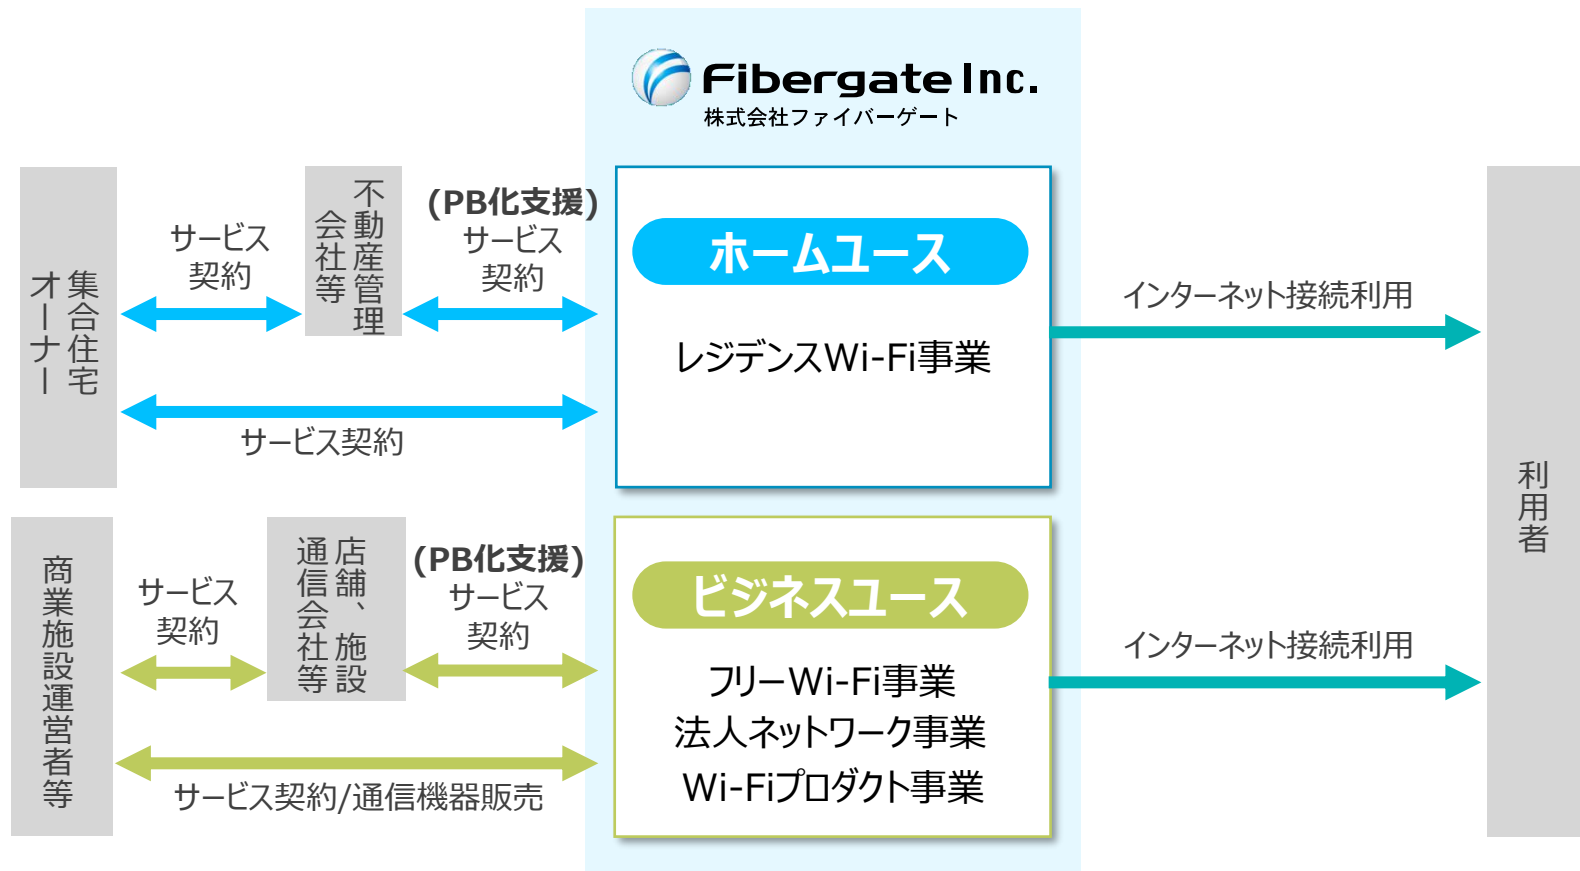 Fibergate Inc.
株式会社ファイバーゲート
集合住宅
オーナー
サービス
契約
不動産管理
会社等
(PB化支援)
サービス
契約
サービス契約
ホームユース
レジデンスWi-Fi事業
インターネット接続利用
商業施設運営者等
サービス
契約
店舗、施設
通信会社等
(PB化支援)
サービス
契約
サービス契約/通信機器販売
ビジネスユース
フリーWi-Fi事業
法人ネットワーク事業
Wi-Fiプロダクト事業
インターネット接続利用
利用者